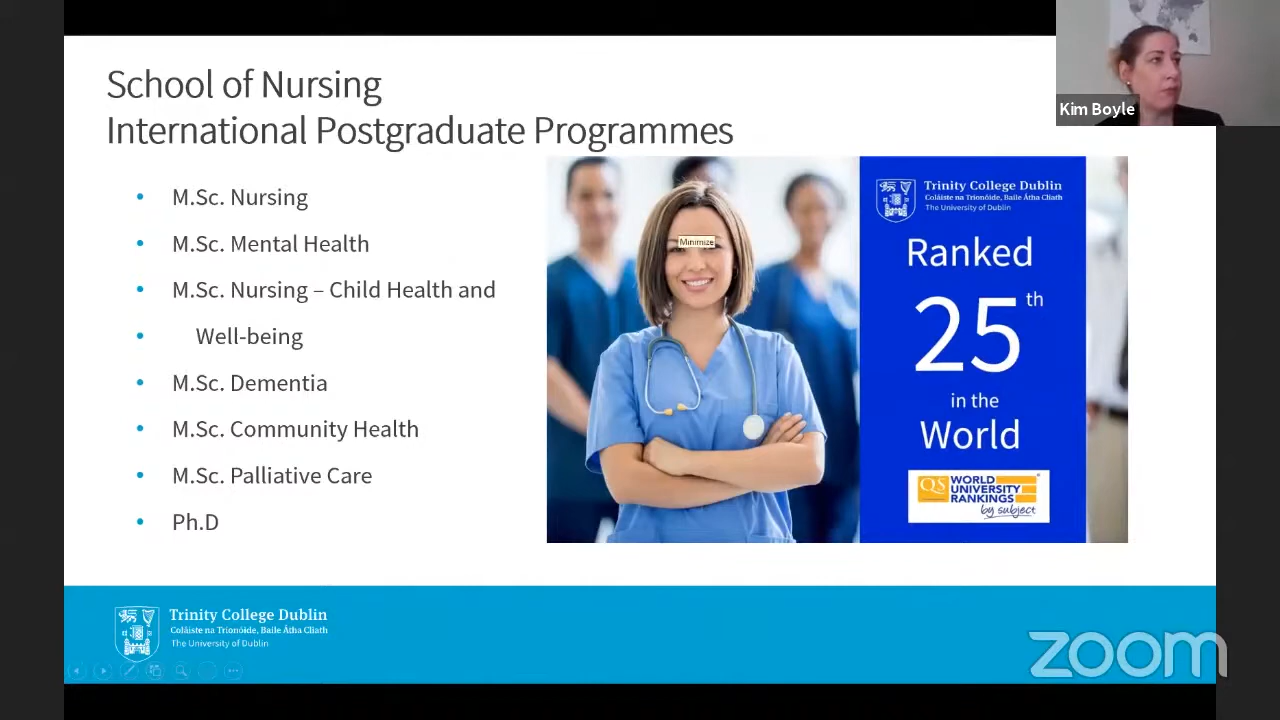 School of Nursing
International Postgraduate Programmes
• M.Sc. Nursing
• M.Sc. Mental Health
• M.Sc. Nursing – Child Health and
• Well-being
• M.Sc. Dementia
• M.Sc. Community Health
• M.Sc. Palliative Care
• Ph.D
Minimize
Trinity College Dublin
Coláiste na Tríonóide, Baile Átha Cliath
The University of Dublin
Ranked
25th
in the
World
QS WORLD
UNIVERSITY
RANKINGS
by subject
Kim Boyle
Trinity College Dublin
Coláiste na Tríonóide, Baile Átha Cliath
The University of Dublin
zoom